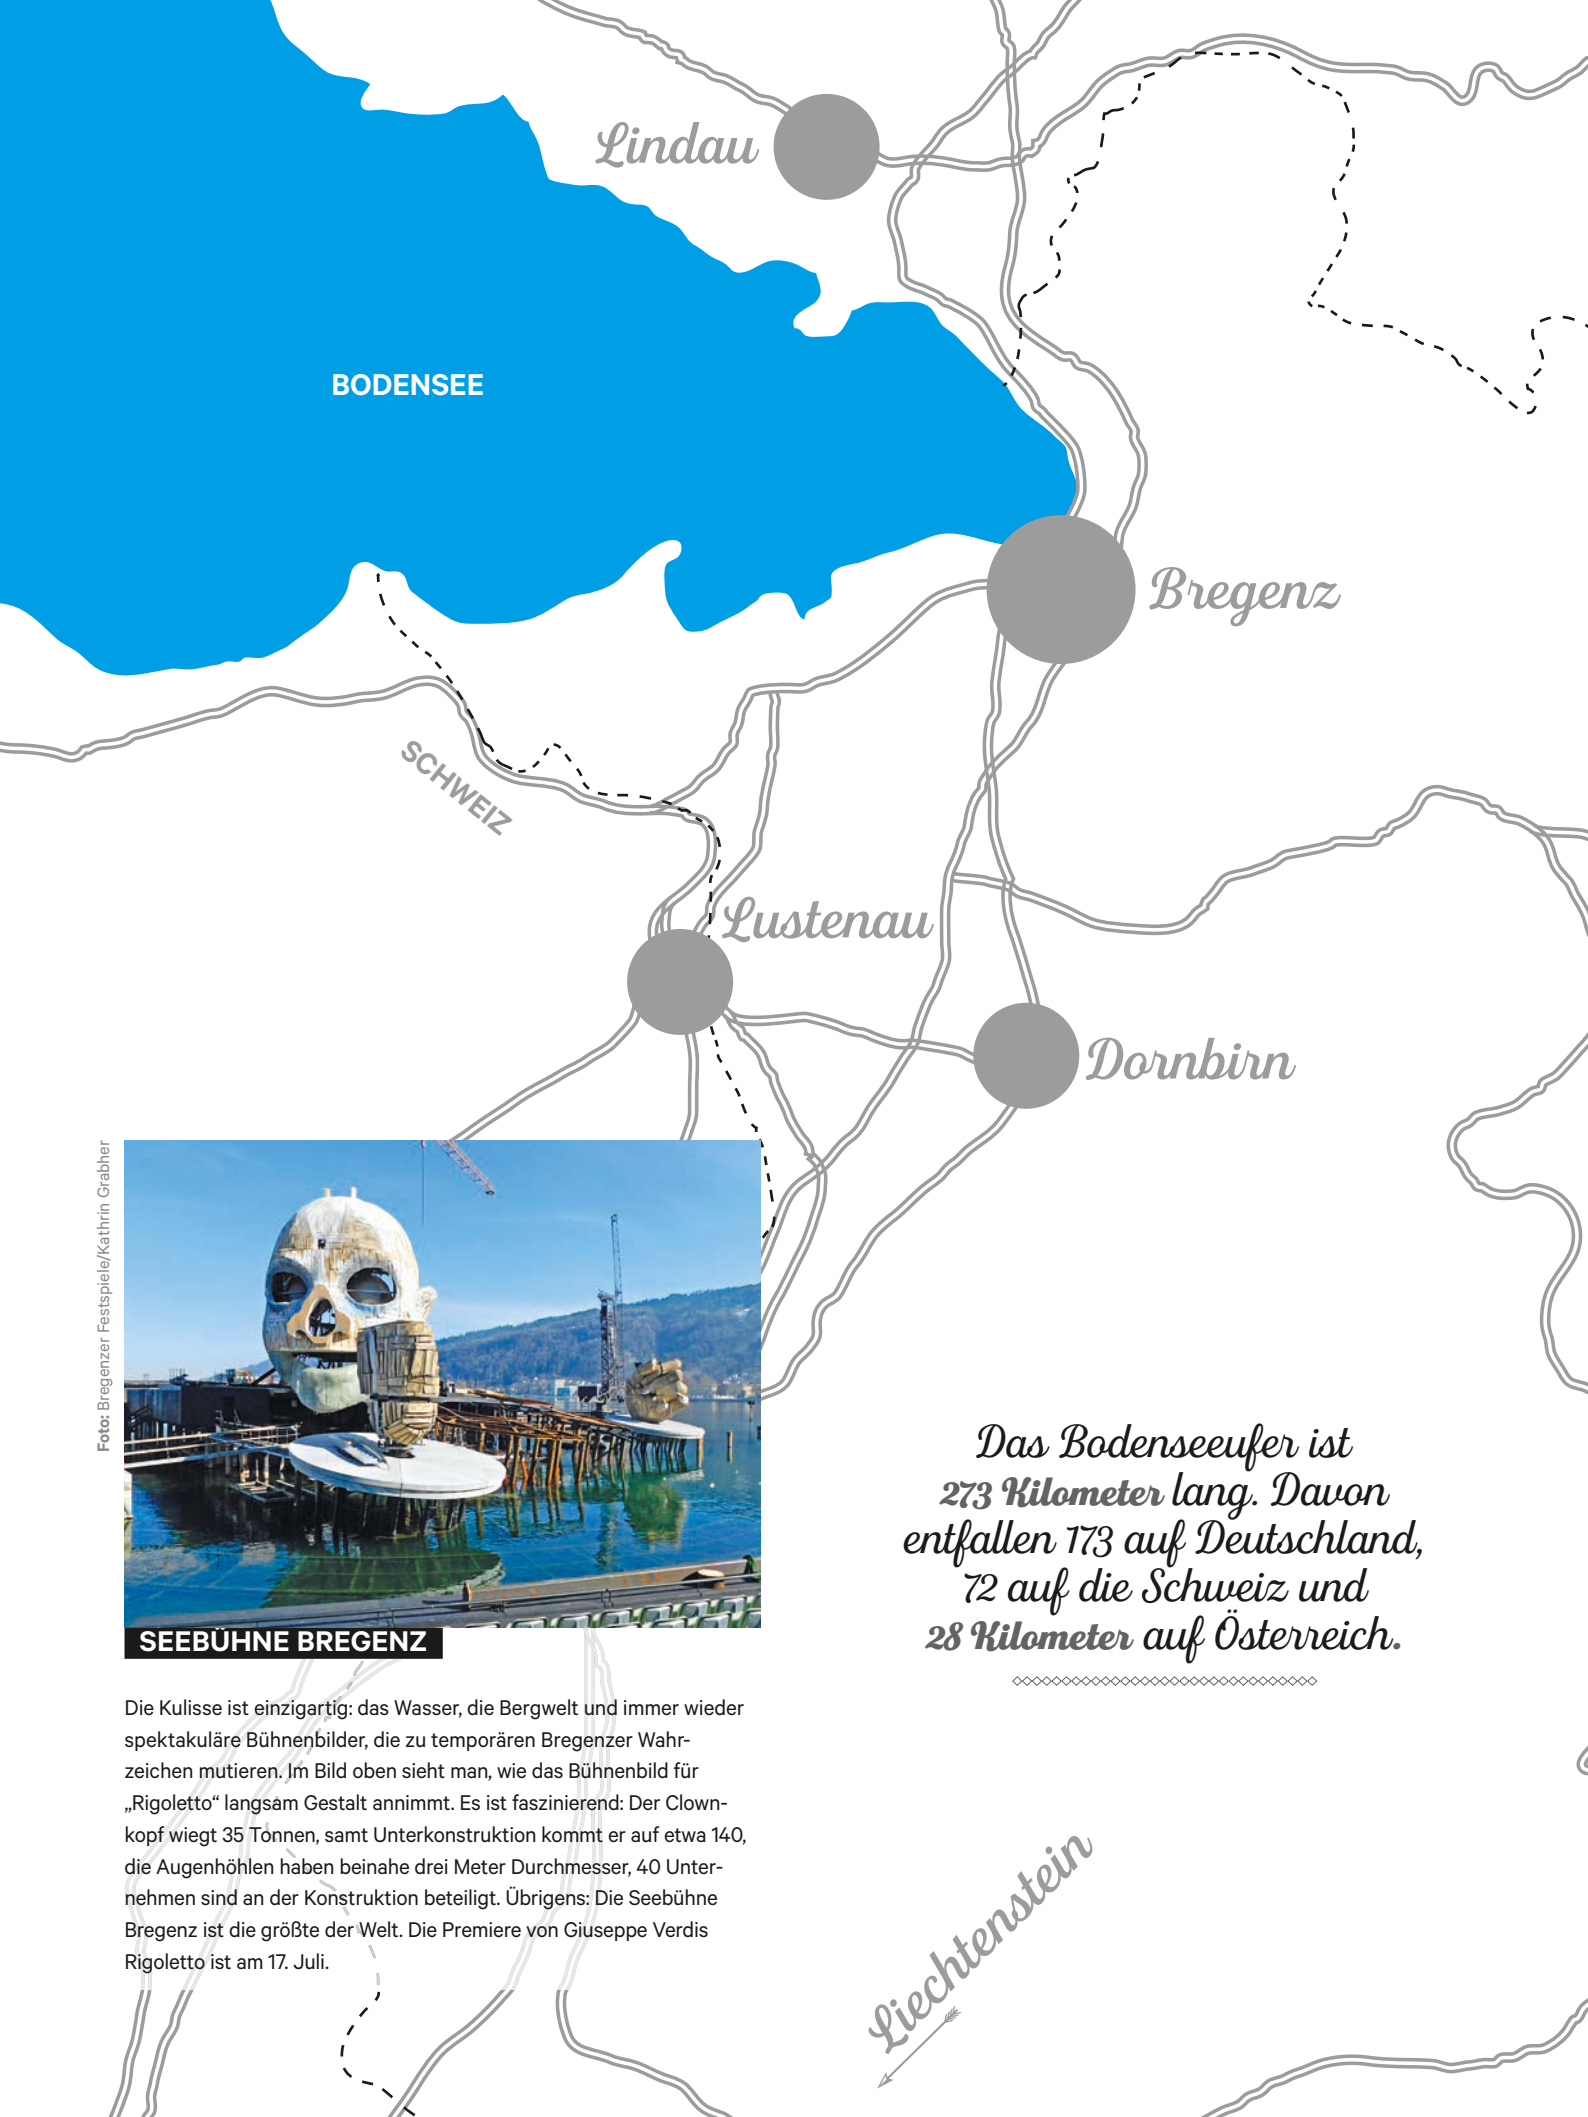 Lindau
BODENSEE
Bregenz
SCHWEIZ
Lustenau
Dornbirn
Foto: Bregenzer Festspiele/Kathrin Grabher
SEEBÜHNE BREGENZ
Die Kulisse ist einzigartig: das Wasser, die Bergwelt und immer wieder
spektakuläre Bühnenbilder, die zu temporären Bregenzer Wahr-
zeichen mutieren. Im Bild oben sieht man, wie das Bühnenbild für
„Rigoletto“ langsam Gestalt annimmt. Es ist faszinierend: Der Clown-
kopf wiegt 35 Tonnen, samt Unterkonstruktion kommt er auf etwa 140,
die Augenhöhlen haben beinahe drei Meter Durchmesser, 40 Unter-
nehmen sind an der Konstruktion beteiligt. Übrigens: Die Seebühne
Bregenz ist die größte der Welt. Die Premiere von Giuseppe Verdis
Rigoletto ist am 17. Juli.
Das Bodenseeufer ist
273 Kilometer lang. Davon
entfallen 173 auf Deutschland,
72 auf die Schweiz und
28 Kilometer auf Österreich.
Liechtenstein